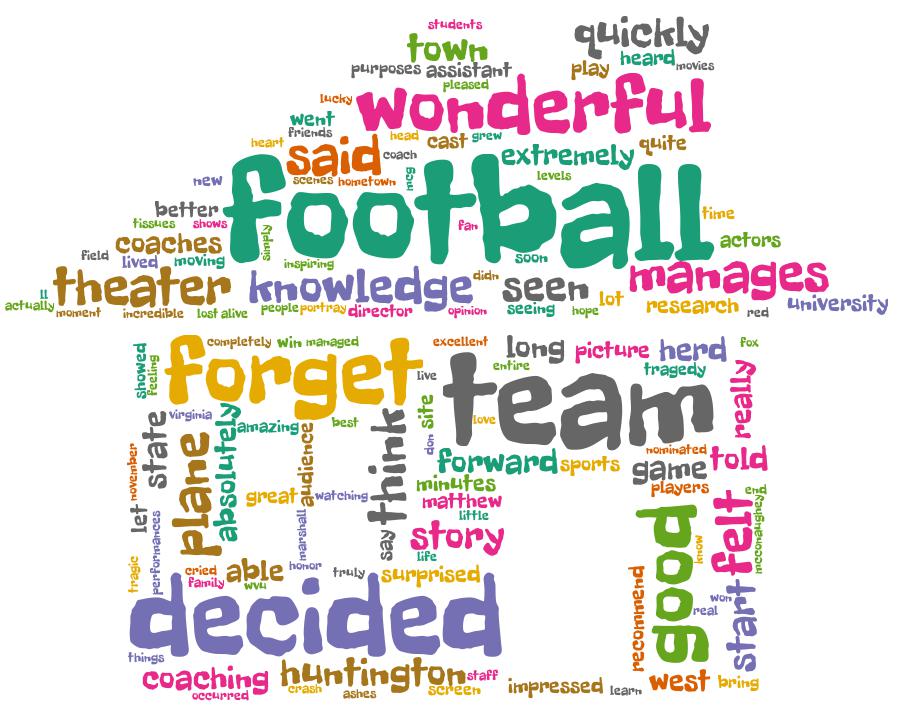 students
town
quickly
purposes assistant
play heard movies
pleased
lucky wonderful
went
friends
head cast grew
heart said coach extremely quite
mcg
levels
new scenes hometown
football
better
tissues shows
fan
time
simply
soon
actors
coaches
field lived moving inspiring
theater knowledge didn seen manages
ll
actually moment incredible lost alive people portray director opinion seeing hope lot research red university
completely win managed excellent long picture herd fox
showed
feeling
forget
live
entire
team
tragedy
really
virginia
state
plane
absolutely
amazing
audience
best
think
site
don
love
november
let
great
watching
forward sports
nominated
game
told
players
minutes
matthew
little
story
life
say
marshall
honor
performances
tragic
cried
family
able
wvu
truly
surprised
good
know
felt
end
mcconaughey
recommend
won
real
start
decided
things
coaching
occurred
huntington
staff
crash
ashes
screen
impressed
learn
west
bring